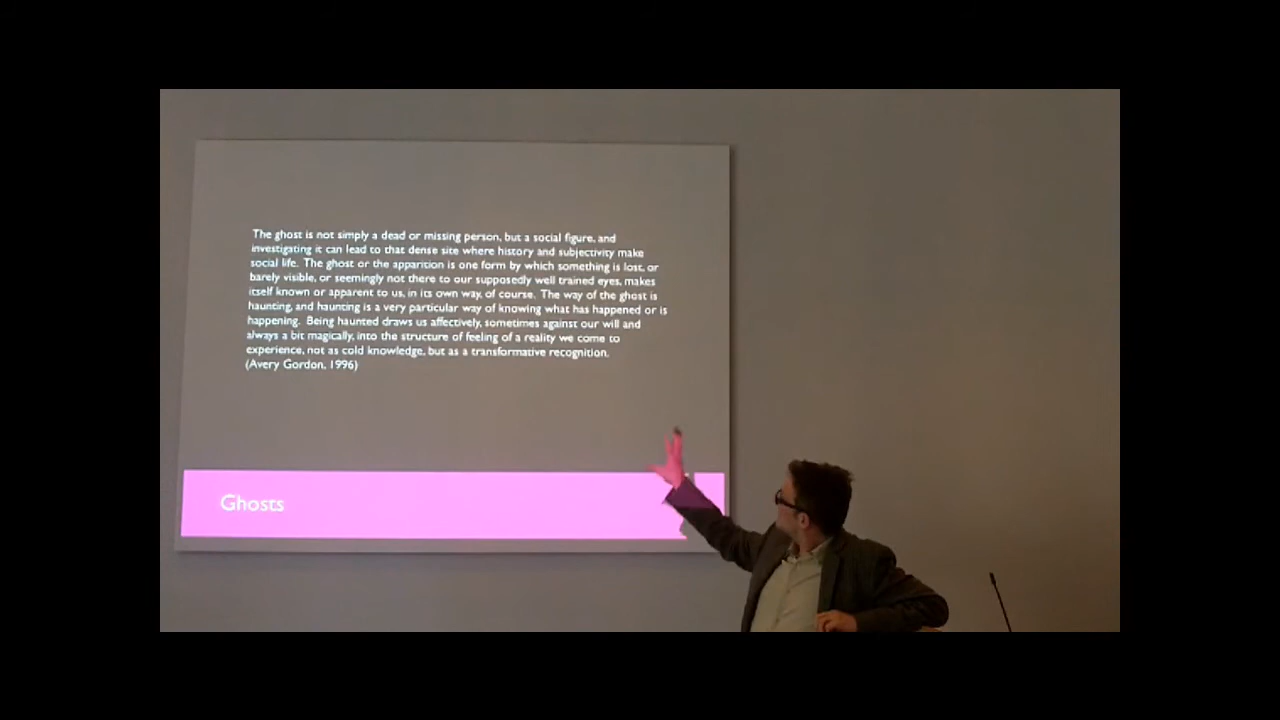 The ghost is not simply a dead or missing person, but a social figure, and
investigating it can lead to that dense site where history and subjectivity make
social life. The ghost or the apparition is one form by which something is lost, or
barely visible, or seemingly not there to our supposedly well trained eyes, makes
itself known or apparent to us, in its own way, of course. The way of the ghost is
haunting, and haunting is a very particular way of knowing what has happened or is
happening. Being haunted draws us affectively, sometimes against our will and
always a bit magically, into the structure of feeling of a reality we come to
experience, not as cold knowledge, but as a transformative recognition.
(Avery Gordon, 1996)
Ghosts